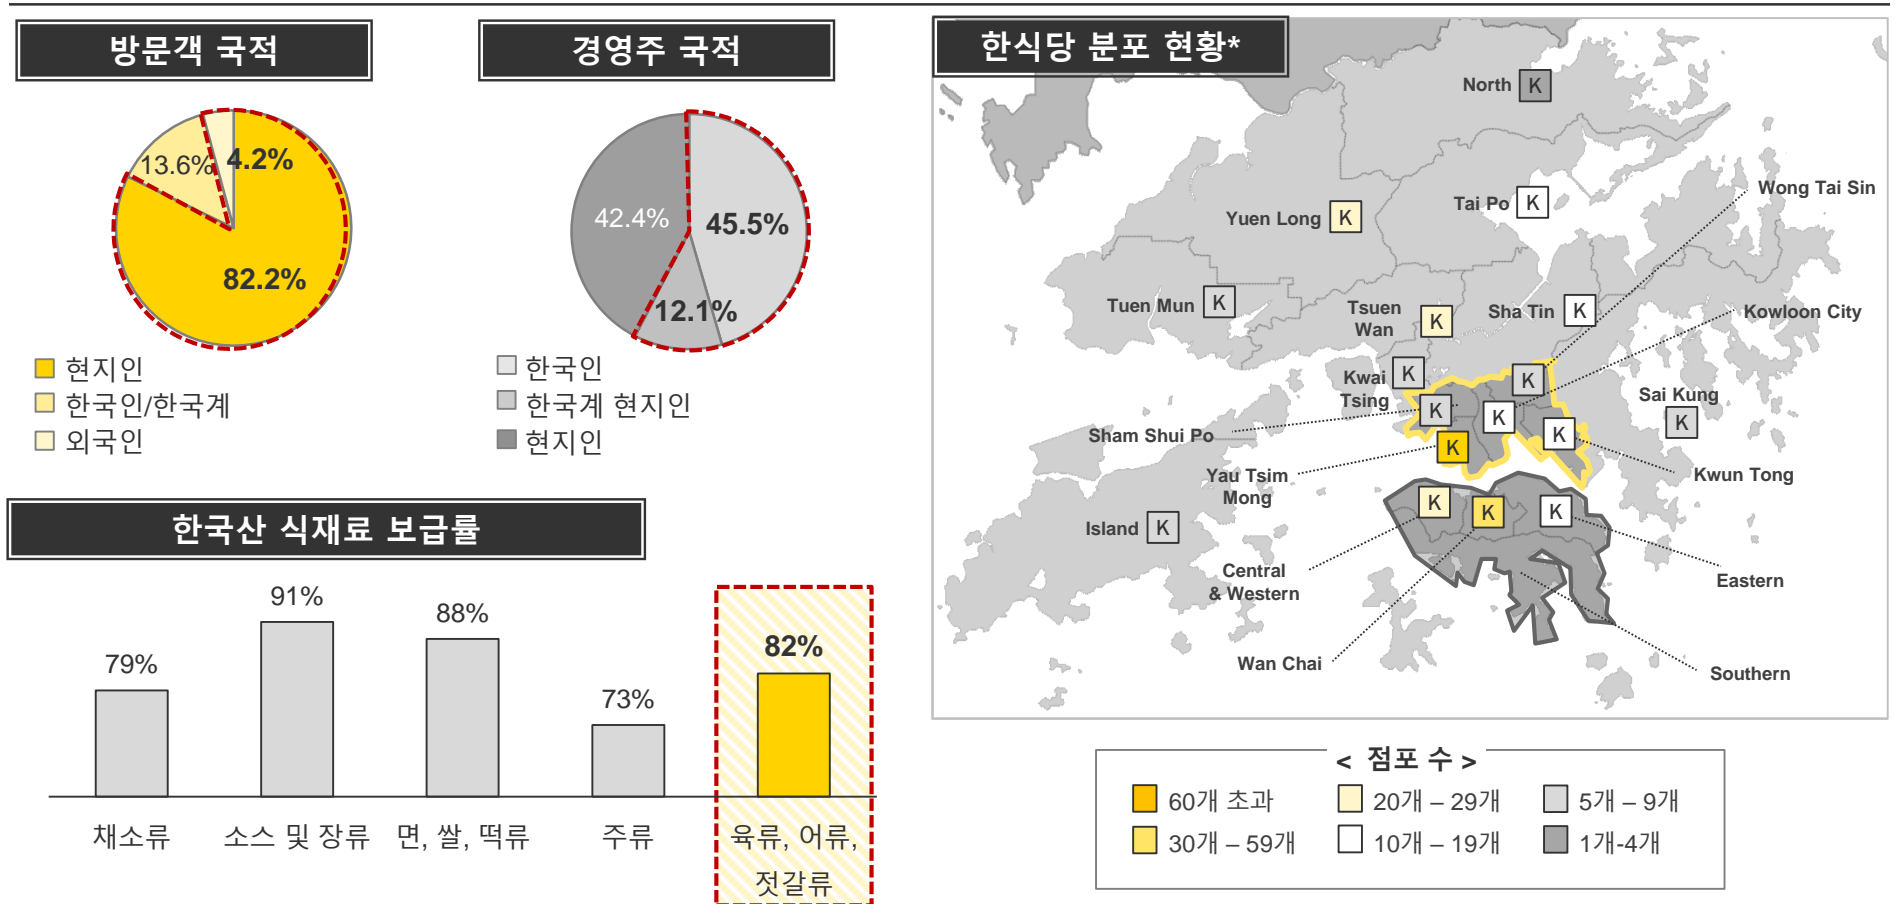 방문객 국적
13.6%
4.2%
82.2%
현지인
한국인/한국계
외국인
경영주 국적
42.4%
45.5%
12.1%
한국인
한국계 현지인
현지인
한국산 식재료 보급률
79%
91%
88%
73%
82%
채소류
소스 및 장류
면, 쌀, 떡류
주류
육류, 어류,
젓갈류
한식당 분포 현황*
North K
Wong Tai Sin
Tai Po K
Yuen Long K
Tuen Mun K
Tsuen
Wan K
Sha Tin K
Kowloon City
Kwai
Tsing K
K
Sai Kung
K
K
K
K
K
Sham Shui Po
Yau Tsim
Mong
Kwun Tong
K
K
K
Island K
Central
& Western
Eastern
Wan Chai
Southern
< 점포 수 >
60개 초과
20개 – 29개
5개 – 9개
30개 – 59개
10개 – 19개
1개-4개